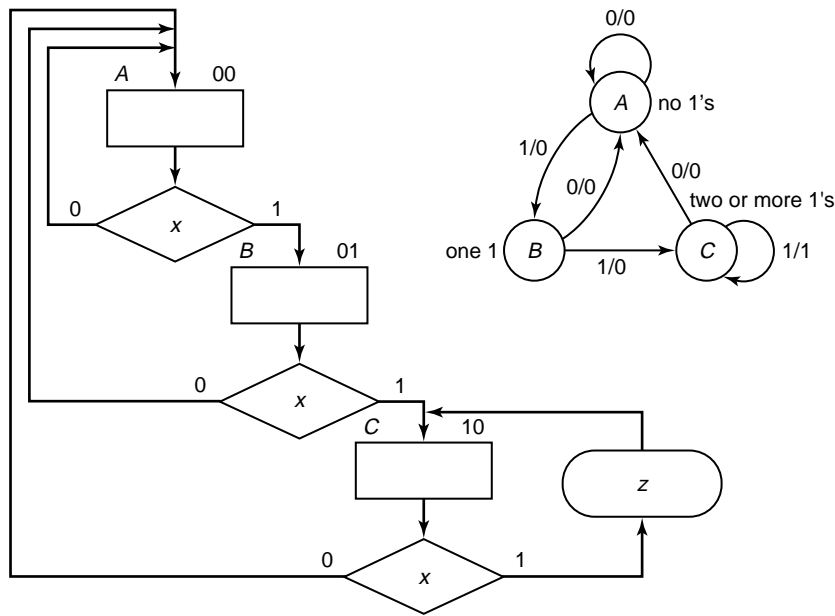 A 00
0 x 1
B 01
0 x 1
C 10
z
0 x 1
0/0
A no 1's
1/0
0/0
0/0
two or more 1's
one 1 B
C
1/1
1/0